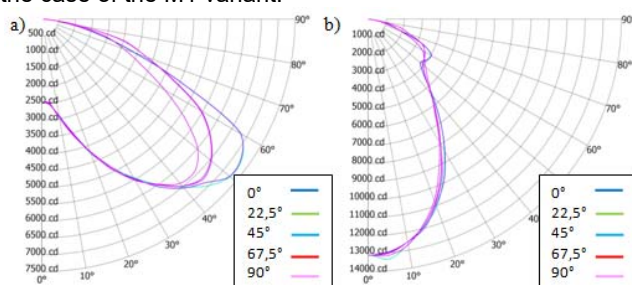 the case of the M1 variant.
a)
500 cd
1000 cd
1500 cd
2000 cd
2500 cd
3000 cd
3500 cd
4000 cd
4500 cd
5000 cd
5500 cd
6000 cd
6500 cd
7000 cd
7500 cd
0°
10°
20°
30°
40°
60°
70°
80°
90°
0°
22,5°
45°
67,5°
90°
b)
1000 cd
2000 cd
3000 cd
4000 cd
5000 cd
6000 cd
7000 cd
8000 cd
9000 cd
10000 cd
11000 cd
12000 cd
13000 cd
14000 cd
0°
10°
20°
30°
40°
60°
70°
80°
90°
0°
22,5°
45°
67,5°
90°